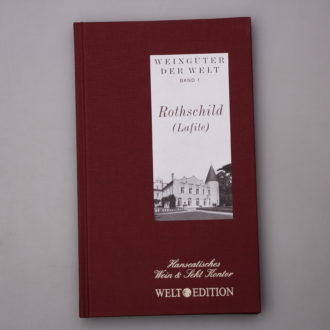 WEINGÜTER
DER WELT
BAND 1
Rothschild
(Lafite)
Hanseatisches
Wein & Sekt Kontor
WELT EDITION